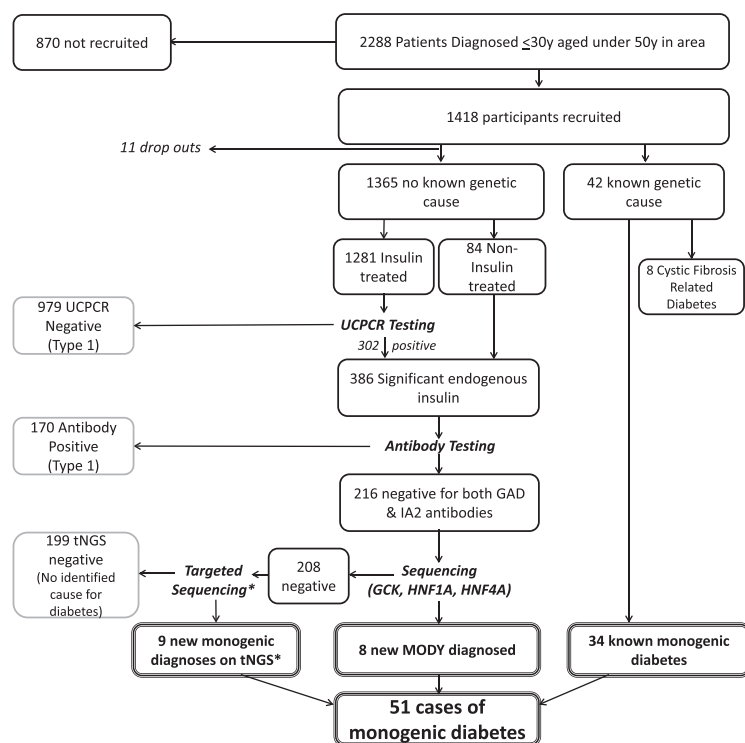 870 not recruited
2288 Patients Diagnosed <30y aged under 50y in area
1418 participants recruited
11 drop outs
1365 no known genetic
cause
42 known genetic
cause
1281 Insulin
treated
84 Non-
Insulin
treated
8 Cystic Fibrosis
Related
Diabetes
979 UCPCR
Negative
(Type 1)
UCPCR Testing
302 positive
386 Significant endogenous
insulin
170 Antibody
Positive
(Type 1)
Antibody Testing
216 negative for both GAD
& IA2 antibodies
199 tNGS
negative
(No identified
cause for
diabetes)
Targeted
Sequencing*
208
negative
Sequencing
(GCK, HNF1A, HNF4A)
9 new monogenic
diagnoses on tNGS*
8 new MODY diagnosed
34 known monogenic
diabetes
51 cases of
monogenic diabetes